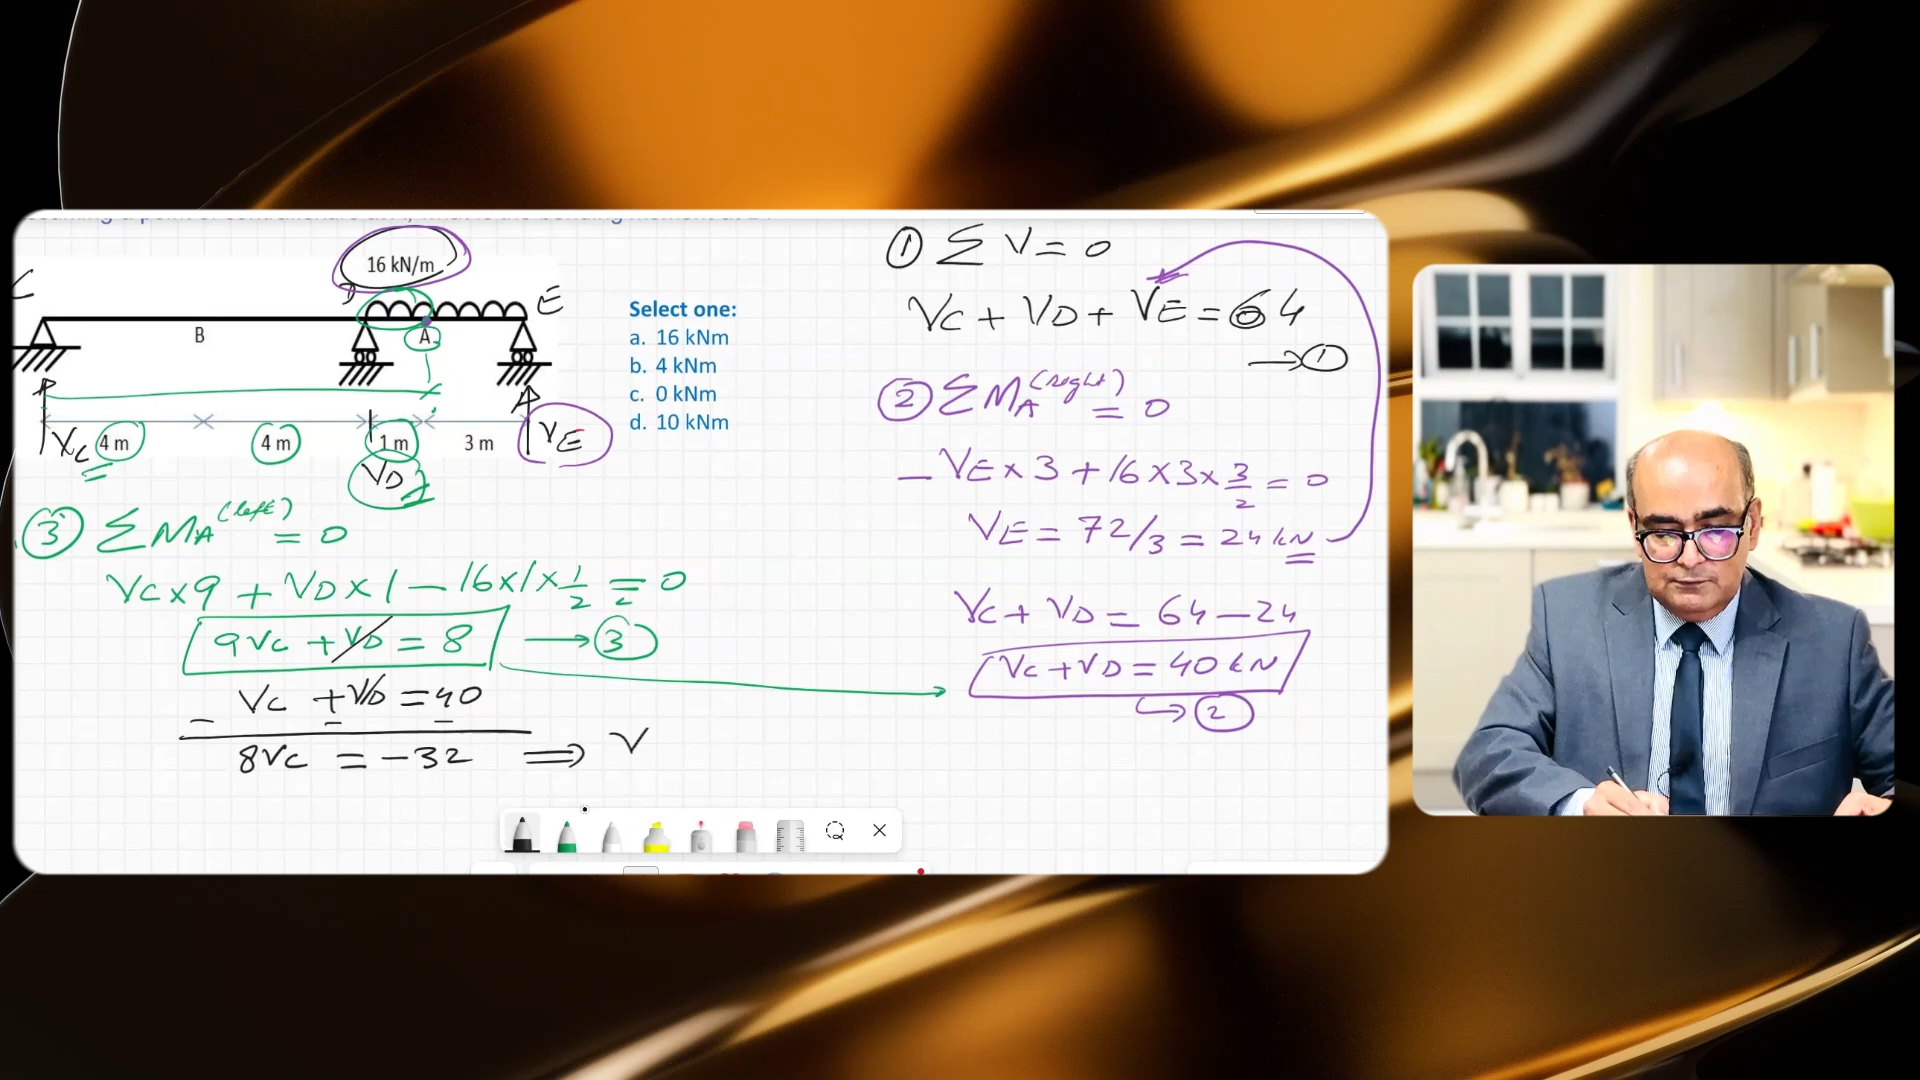 16 kN/m
C
D
E
B
A
4 m
4 m
1 m
3 m
VC
VD
VE
Select one:
a. 16 kNm
b. 4 kNm
c. 0 kNm
d. 10 kNm
① ΣV = 0
VC + VD + VE = 64
→ ①
② ΣMA (right) = 0
- VE × 3 + 16 × 3 × 3/2 = 0
VE = 72/3 = 24 kN
VC + VD = 64 - 24
VC + VD = 40 kN
↪ ②
③ ΣMA (left) = 0
VC × 9 + VD × 1 - 16 × 1 × 1/2 = 0
9VC + VD = 8 → ③
VC + VD = 40
- - -
8VC = -32 ⇒ V